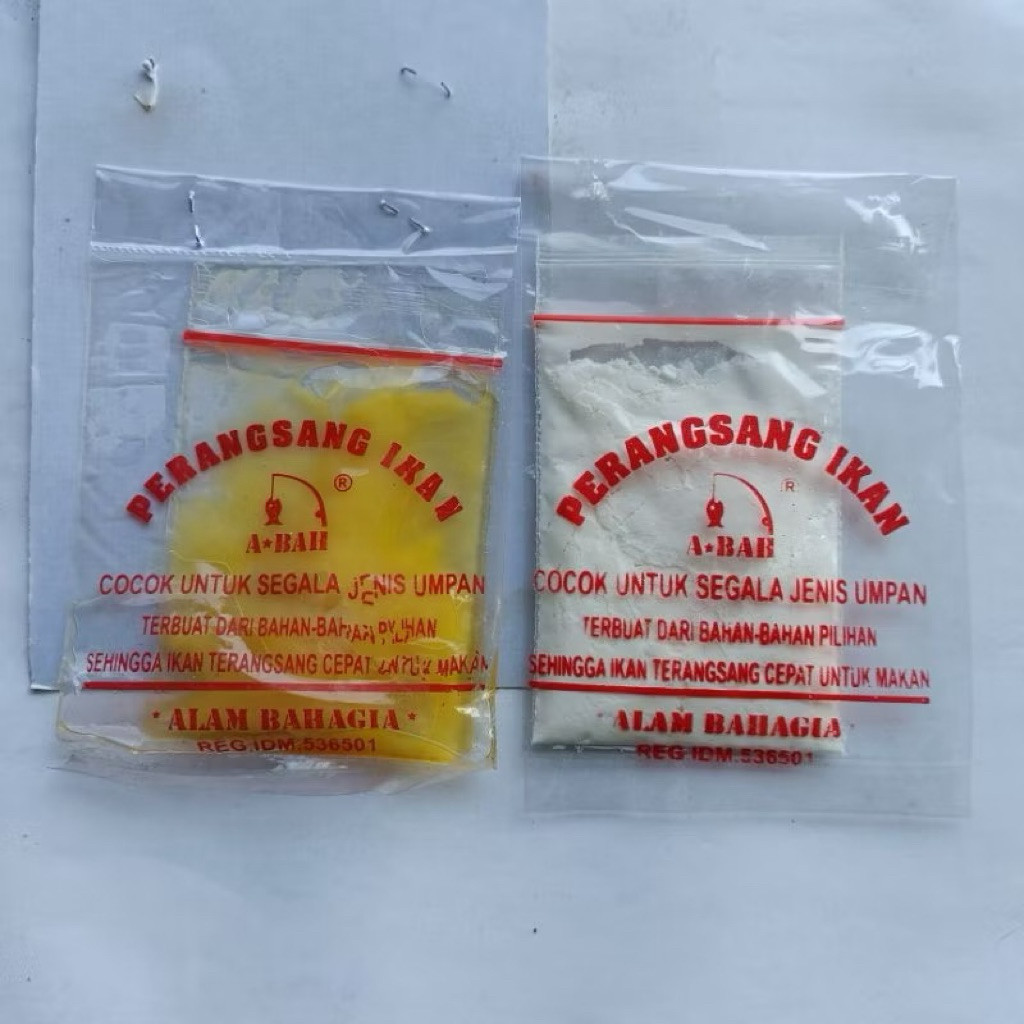 PERANGSANG IKAN
®
A★BAH
COCOK UNTUK SEGALA JENIS UMPAN
TERBUAT DARI BAHAN-BAHAN PILIHAN
SEHINGGA IKAN TERANGSANG CEPAT UNTUK MAKAN
* ALAM BAHAGIA *
REG IDM.536501
PERANGSANG IKAN
®
A★BAH
COCOK UNTUK SEGALA JENIS UMPAN
TERBUAT DARI BAHAN-BAHAN PILIHAN
SEHINGGA IKAN TERANGSANG CEPAT UNTUK MAKAN
* ALAM BAHAGIA *
REG IDM.536501